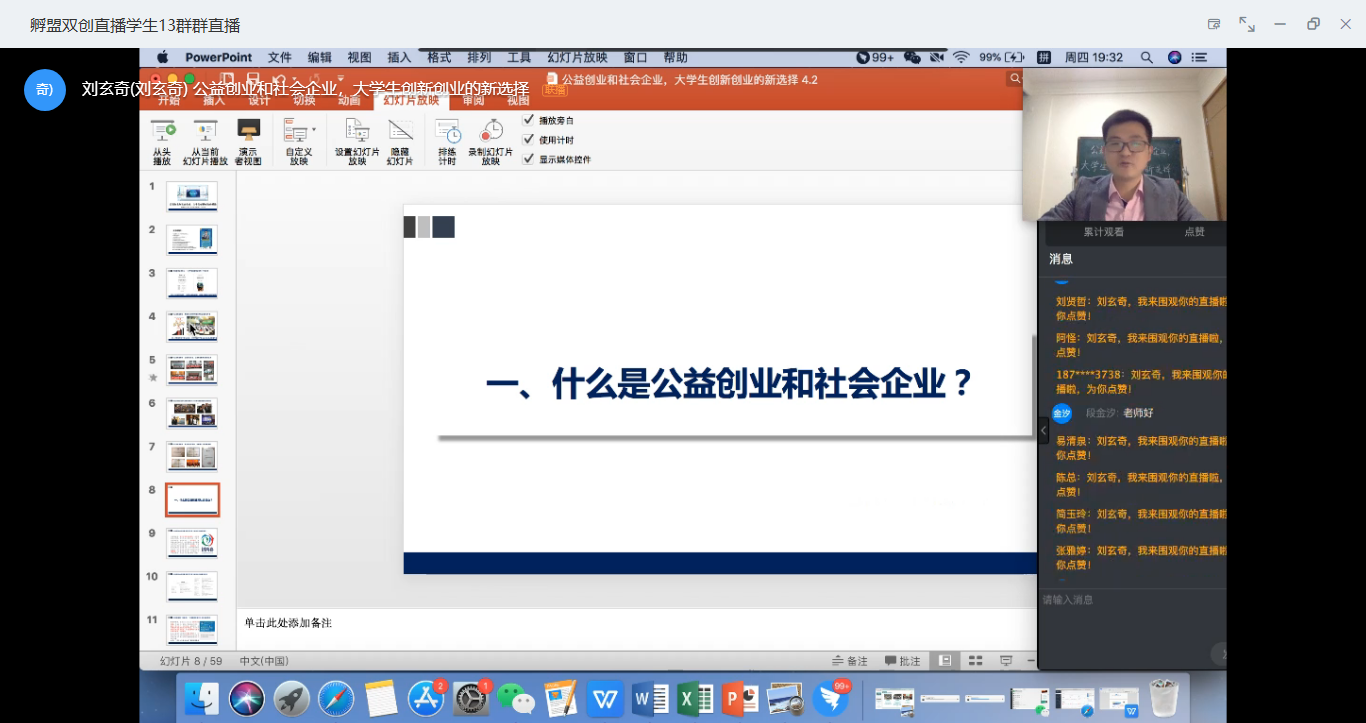 孵盟双创直播学生13群群直播
PowerPoint 文件 编辑 视图 插入 格式 排列 工具 幻灯片放映 窗口 帮助
99+ 99% 拼 周四 19:32
奇) 刘玄奇(刘玄奇) 公益创业和社会企业，大学生创新创业的新选择
联播
公益创业和社会企业，大学生创新创业的新选择 4.2
开始 插入 设计 切换 动画 幻灯片放映 审阅 视图
从头
播放
从当前
幻灯片播放
演示
者视图
自定义
放映
设置幻灯片
放映
隐藏
幻灯片
排练
计时
录制幻灯片
放映
播放旁白
使用计时
显示媒体控件
1
2
3
4
5
6
7
8
9
10
11
一、什么是公益创业和社会企业？
累计观看 点赞
消息
刘贤哲：刘玄奇，我来围观你的直播啦
你点赞！
阿怪：刘玄奇，我来围观你的直播啦，
点赞！
187****3738：刘玄奇，我来围观你的
播啦，为你点赞！
金汐 段金汐: 老师好
易清泉：刘玄奇，我来围观你的直播啦
你点赞！
陈总：刘玄奇，我来围观你的直播啦，
点赞！
简玉玲：刘玄奇，我来围观你的直播啦
你点赞！
张雅婷：刘玄奇，我来围观你的直播啦
你点赞！
请输入消息
单击此处添加备注
幻灯片 8 / 59 中文(中国) 备注 批注
2 1 99+